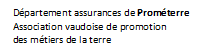 Département assurances de Prométerre
Association vaudoise de promotion
des métiers de la terre